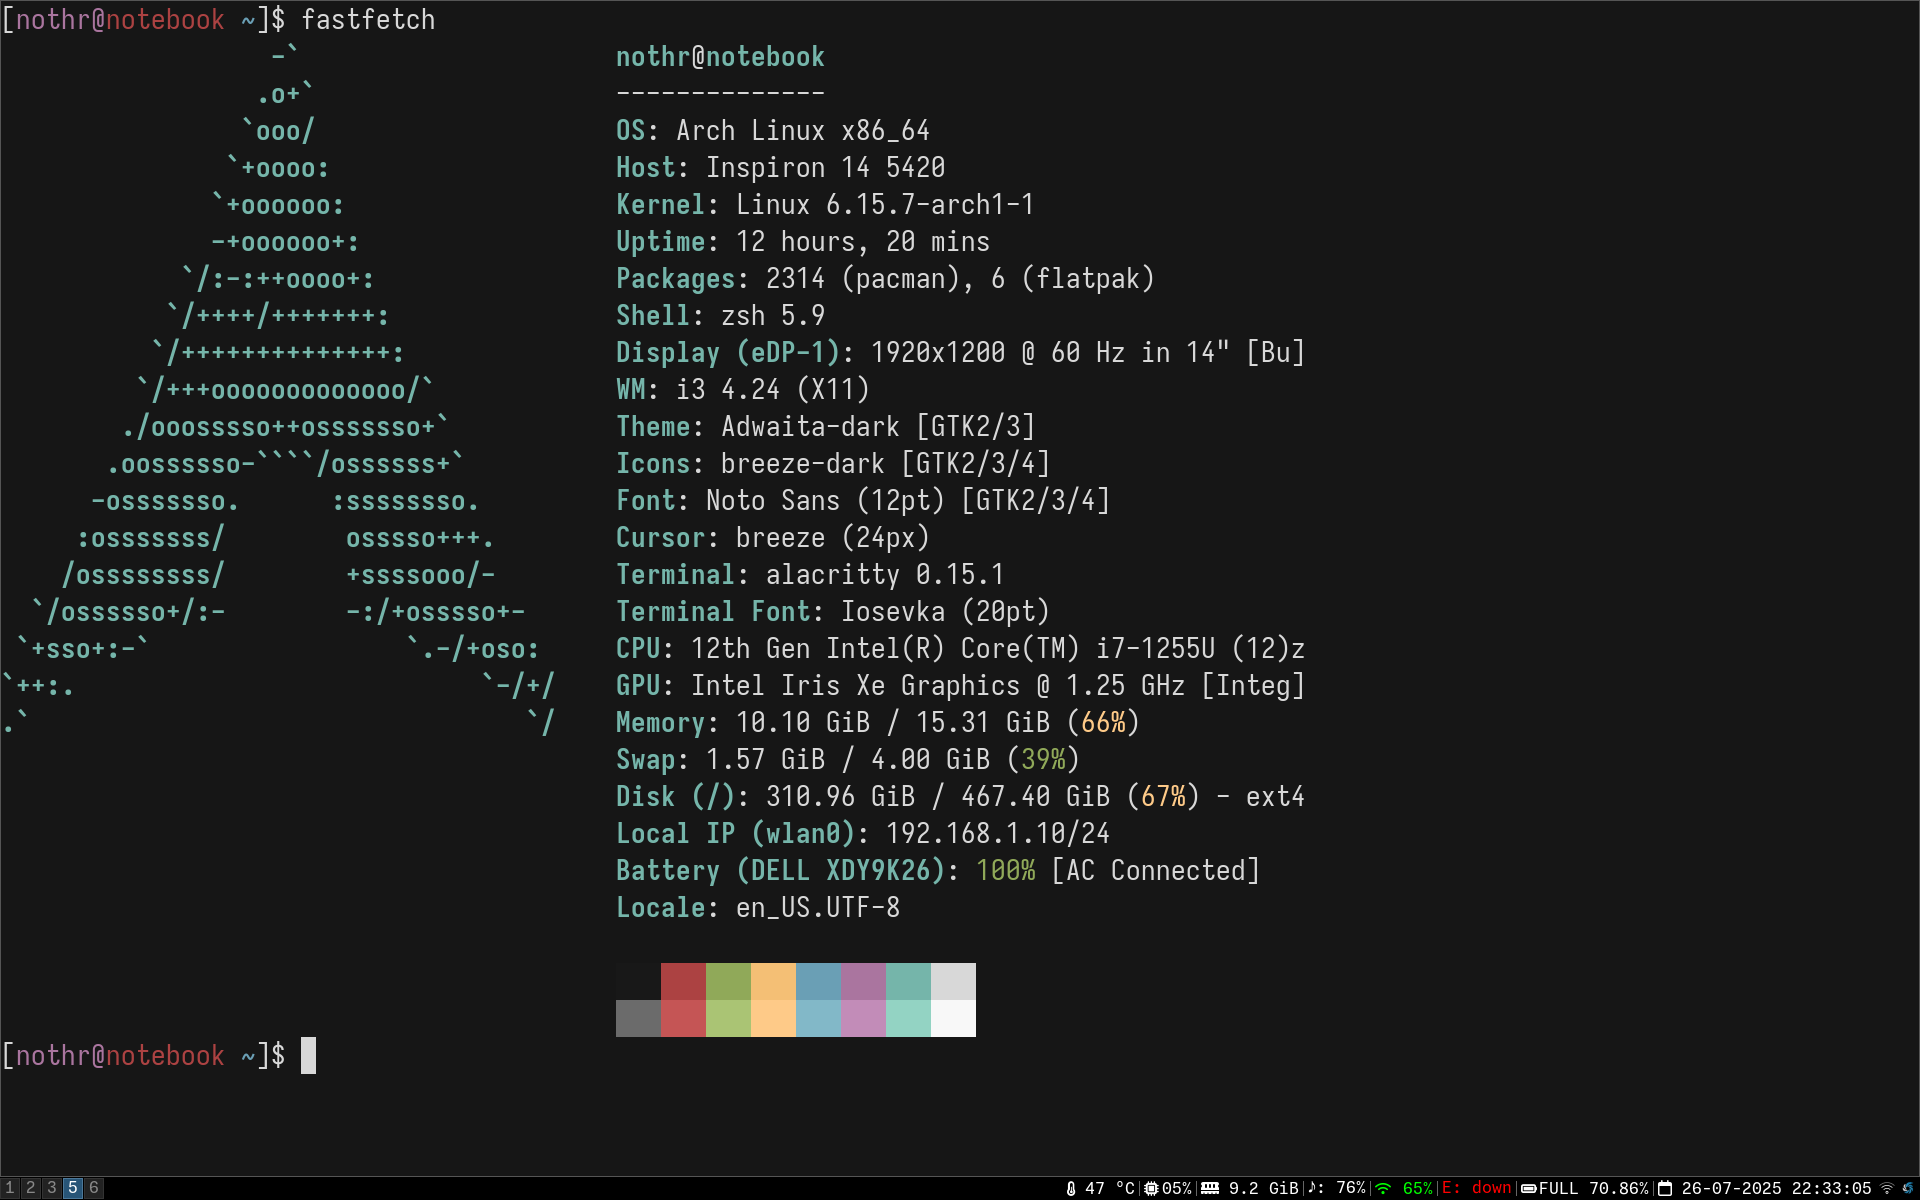 [nothr@notebook ~]$ fastfetch
                  -`
                 .o+`
                `ooo/
               `+oooo:
              `+oooooo:
              -+oooooo+:
            `/:-:++oooo+:
           `/++++/+++++++:
          `/++++++++++++++:
         `/+++ooooooooooooo/`
        ./ooosssso++osssssso+`
       .oossssso-````/ossssss+`
      -osssssso.      :ssssssso.
     :osssssss/        osssso+++.
    /ossssssss/        +ssssooo/-
  `/ossssso+/:-        -:/+osssso+-
 `+sso+:-`                 `.-/+oso:
`++:.                           `-/+/
.`                                 `/
nothr@notebook
--------------
OS: Arch Linux x86_64
Host: Inspiron 14 5420
Kernel: Linux 6.15.7-arch1-1
Uptime: 12 hours, 20 mins
Packages: 2314 (pacman), 6 (flatpak)
Shell: zsh 5.9
Display (eDP-1): 1920x1200 @ 60 Hz in 14" [Bu]
WM: i3 4.24 (X11)
Theme: Adwaita-dark [GTK2/3]
Icons: breeze-dark [GTK2/3/4]
Font: Noto Sans (12pt) [GTK2/3/4]
Cursor: breeze (24px)
Terminal: alacritty 0.15.1
Terminal Font: Iosevka (20pt)
CPU: 12th Gen Intel(R) Core(TM) i7-1255U (12)z
GPU: Intel Iris Xe Graphics @ 1.25 GHz [Integ]
Memory: 10.10 GiB / 15.31 GiB (66%)
Swap: 1.57 GiB / 4.00 GiB (39%)
Disk (/): 310.96 GiB / 467.40 GiB (67%) - ext4
Local IP (wlan0): 192.168.1.10/24
Battery (DELL XDY9K26): 100% [AC Connected]
Locale: en_US.UTF-8
[nothr@notebook ~]$
1 2 3 5 6
47 °C|05%|9.2 GiB|♪: 76%|65%|E: down|FULL 70.86%|26-07-2025 22:33:05